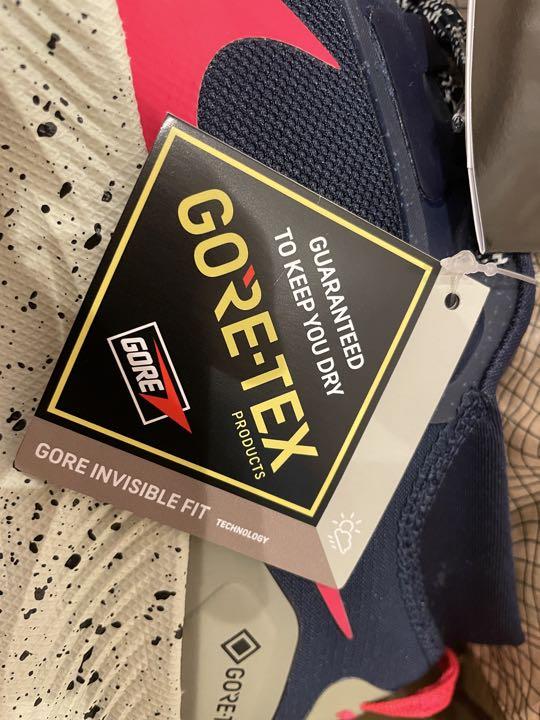 GUARANTEED
TO KEEP YOU DRY
GORE-TEX
PRODUCTS
GORE
GORE INVISIBLE FIT TECHNOLOGY
GORE-T